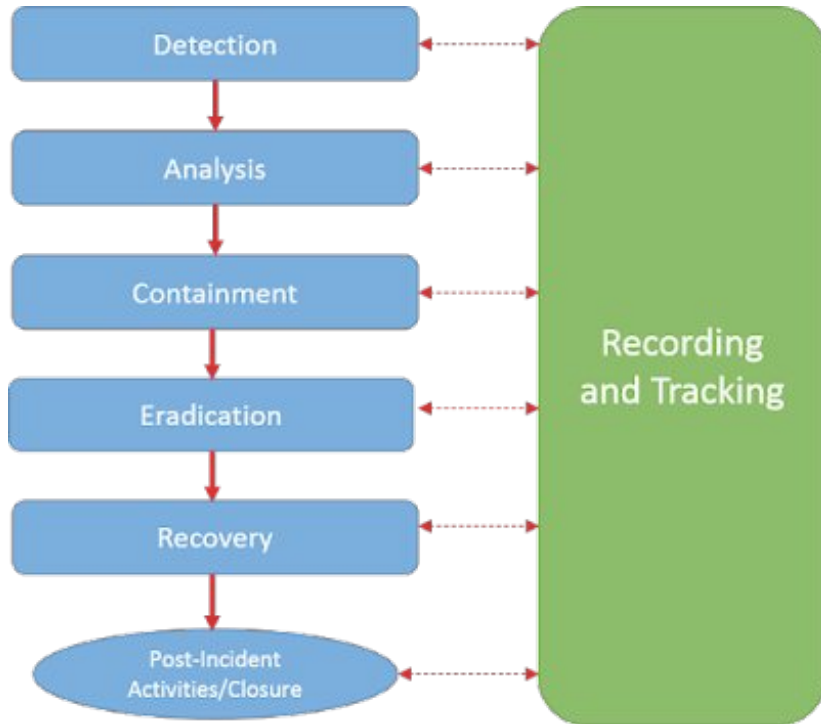 Detection
Analysis
Containment
Eradication
Recovery
Post-Incident
Activities/Closure
Recording
and Tracking